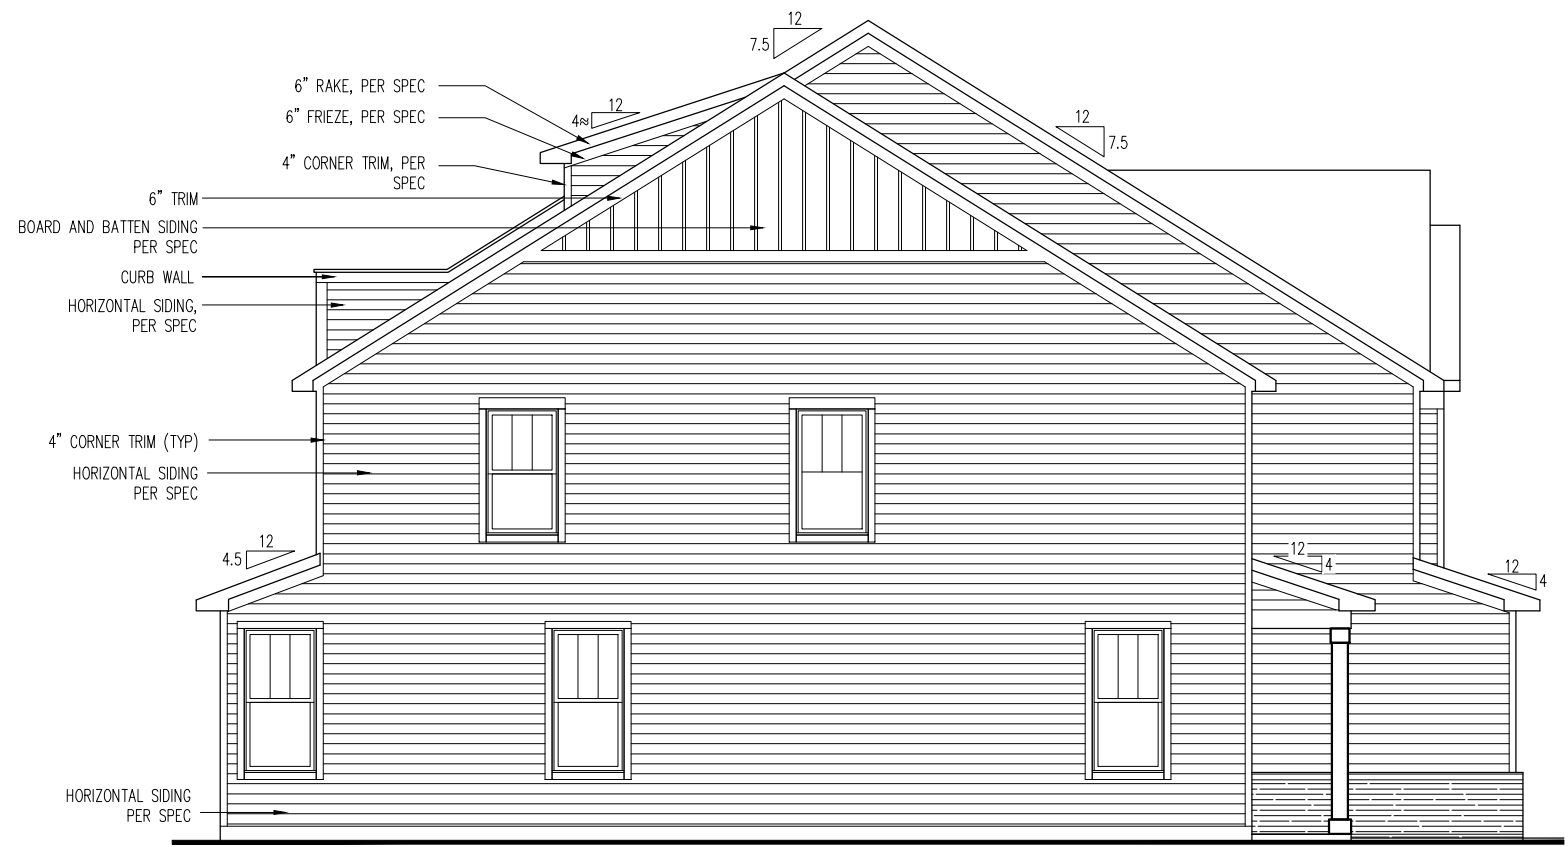 12
7.5
6" RAKE, PER SPEC
12
4≈
6" FRIEZE, PER SPEC
12
7.5
4" CORNER TRIM, PER
SPEC
6" TRIM
BOARD AND BATTEN SIDING
PER SPEC
CURB WALL
HORIZONTAL SIDING,
PER SPEC
4" CORNER TRIM (TYP)
HORIZONTAL SIDING
PER SPEC
12
4.5
12
4
12
4
HORIZONTAL SIDING
PER SPEC